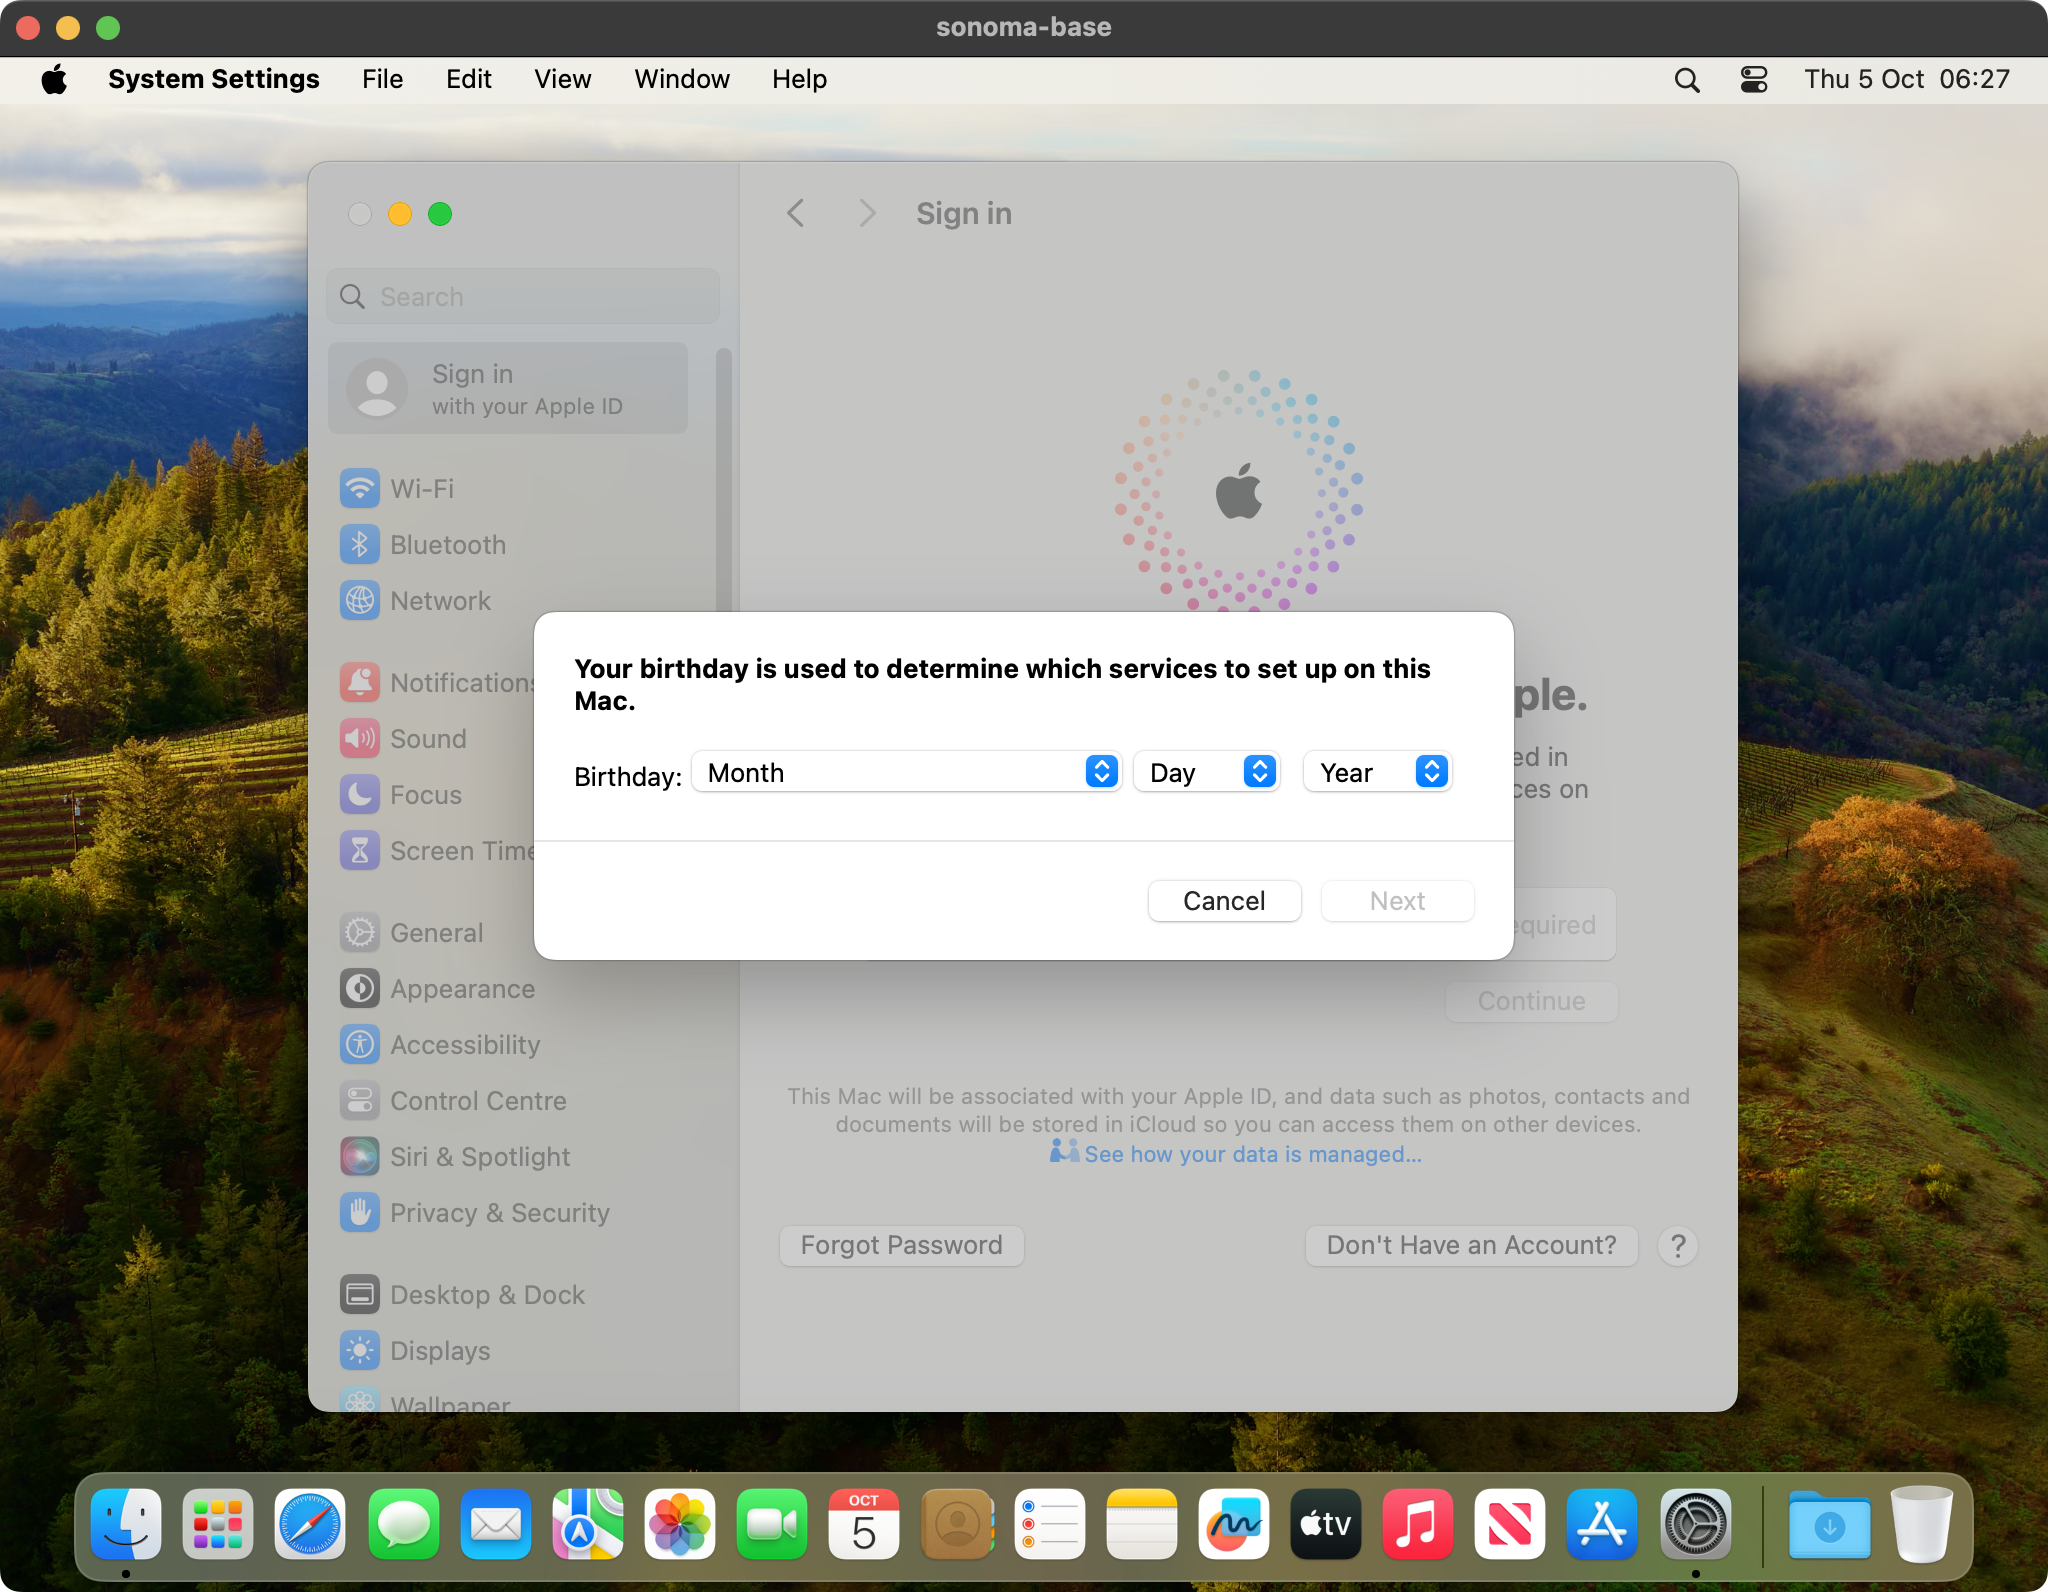 sonoma-base
System Settings File Edit View Window Help Thu 5 Oct 06:27
Sign in
Search
Sign in
with your Apple ID
Wi-Fi
Bluetooth
Network
Notifications
Sound
Focus
Screen Time
General
Appearance
Accessibility
Control Centre
Siri & Spotlight
Privacy & Security
Desktop & Dock
Displays
Wallpaper
Your birthday is used to determine which services to set up on this
Mac.
Birthday: Month Day Year
Cancel Next
ple.
ed in
ces on
equired
Continue
This Mac will be associated with your Apple ID, and data such as photos, contacts and
documents will be stored in iCloud so you can access them on other devices.
See how your data is managed...
Forgot Password Don't Have an Account? ?
OCT
5
tv